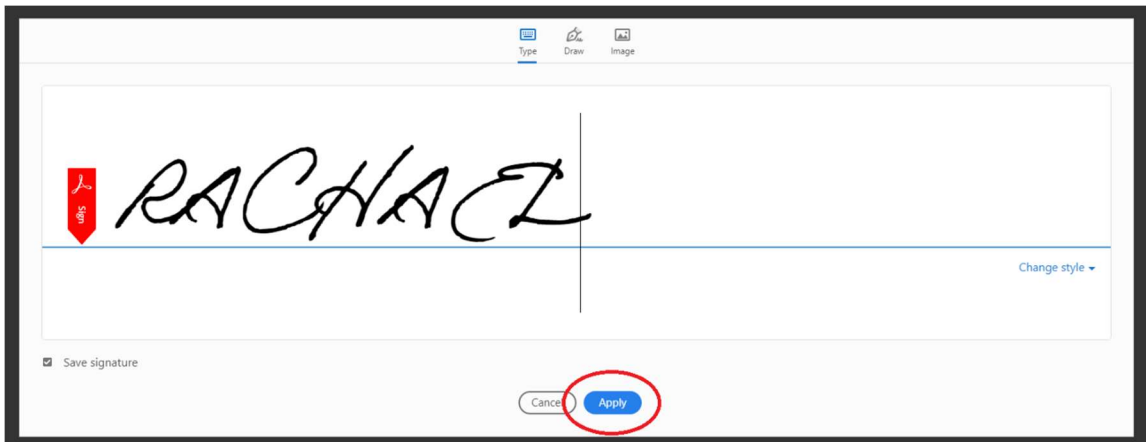 Type Draw Image
Sign RACHAEL
Change style
Save signature
Cancel Apply